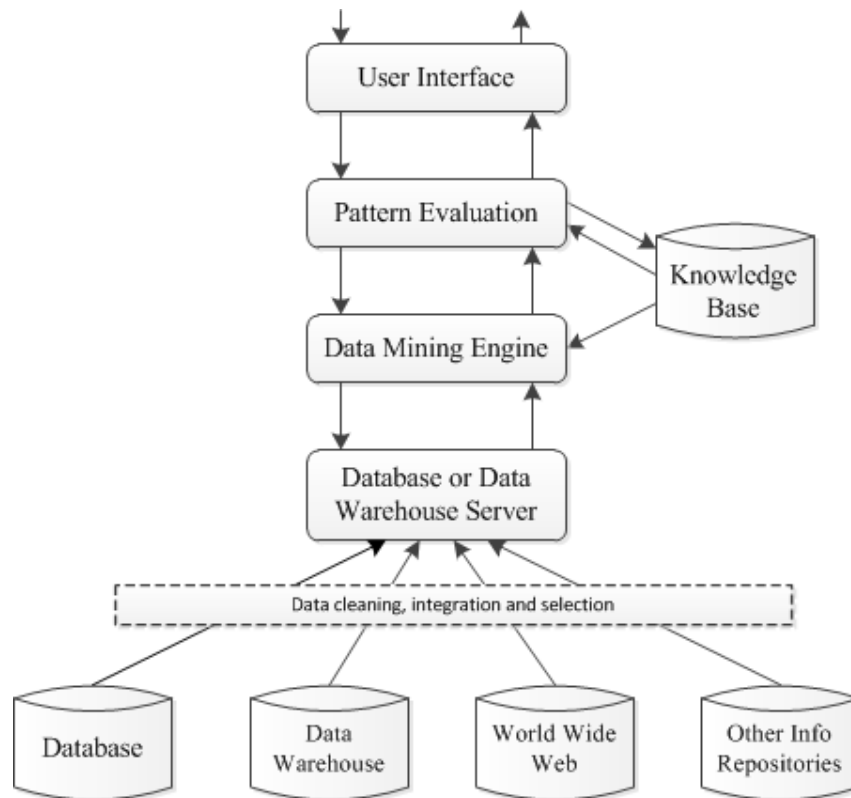 User Interface
Pattern Evaluation
Knowledge
Base
Data Mining Engine
Database or Data
Warehouse Server
Data cleaning, integration and selection
Database
Data
Warehouse
World Wide
Web
Other Info
Repositories